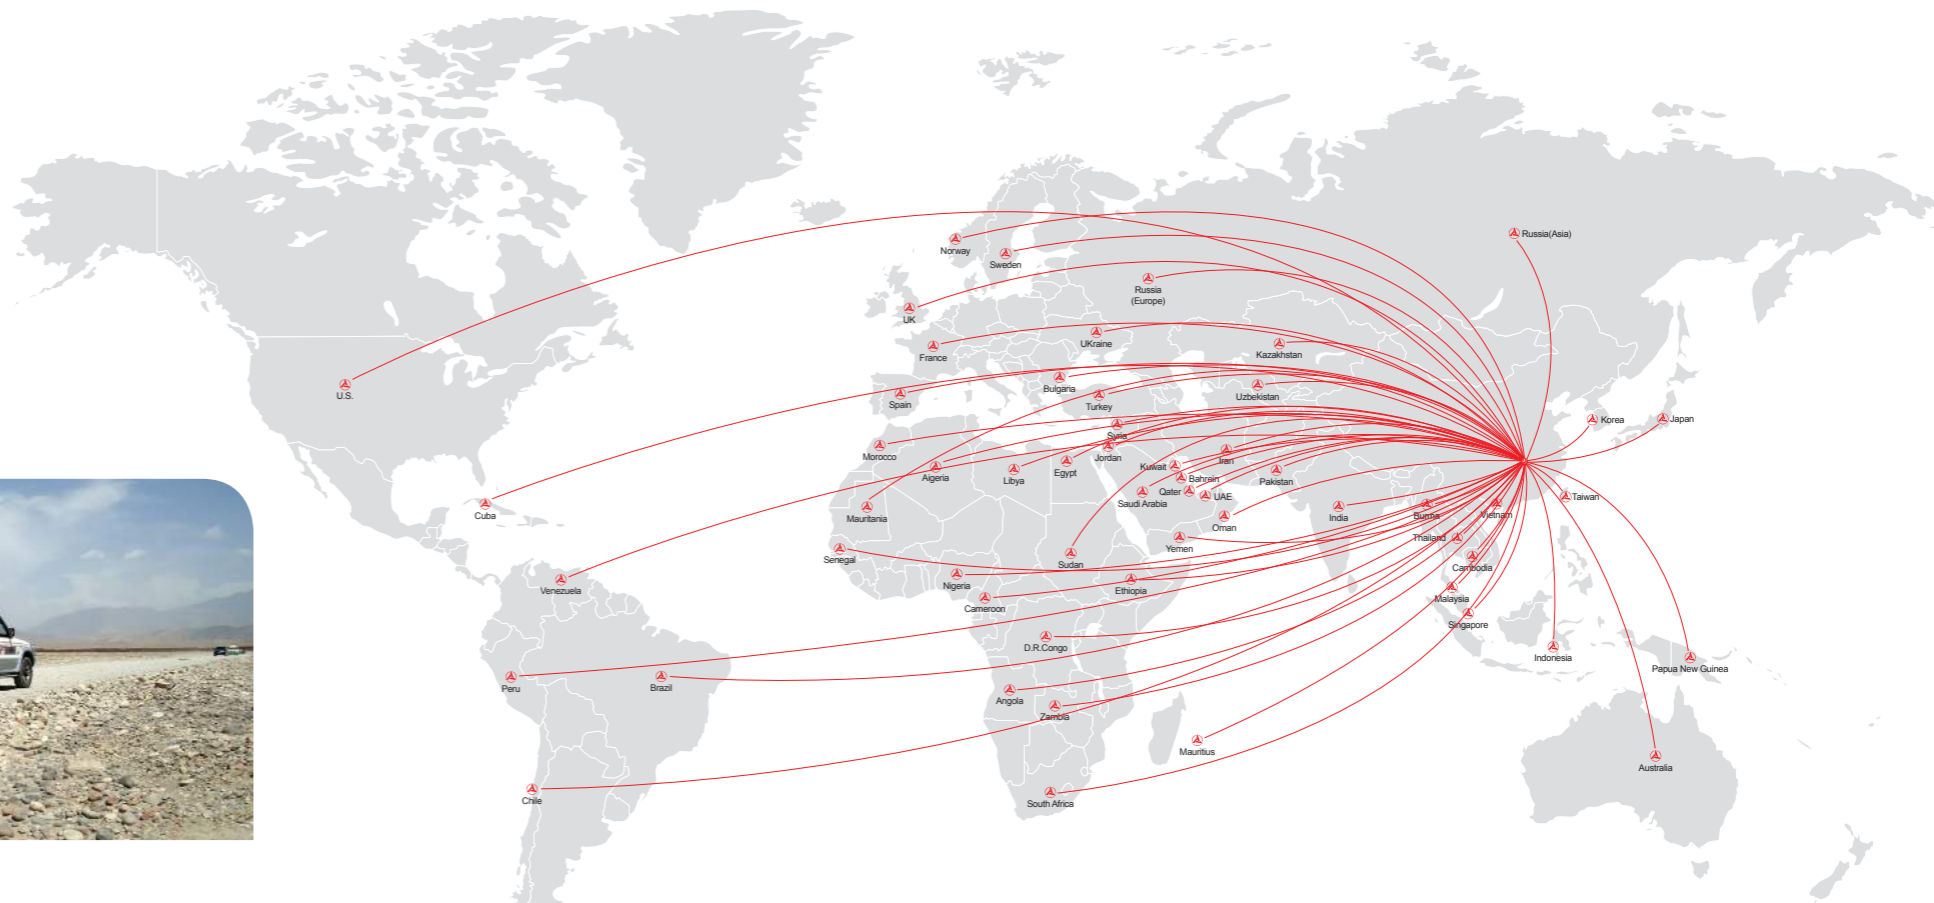 Norway
Sweden
Russia(Asia)
Russia
(Europe)
UK
UKraine
France
Kazakhstan
Bulgaria
U.S.
Spain
Turkey
Uzbekistan
Korea
Japan
Syria
Morocco
Jordan
Iran
Kuwait
Egypt
Aigeria
Libya
Bahrein
Pakistan
Qater
UAE
Saudi Arabia
Taiwan
Cuba
Mauritania
India
Burma
Vietnam
Oman
Thailand
Yemen
Senegal
Sudan
Cambodia
Venezuela
Nigeria
Ethiopia
Malaysia
Cameroon
Singapore
D.R.Congo
Indonesia
Papua New Guinea
Peru
Brazil
Angola
Zambia
Mauritius
Australia
Chile
South Africa